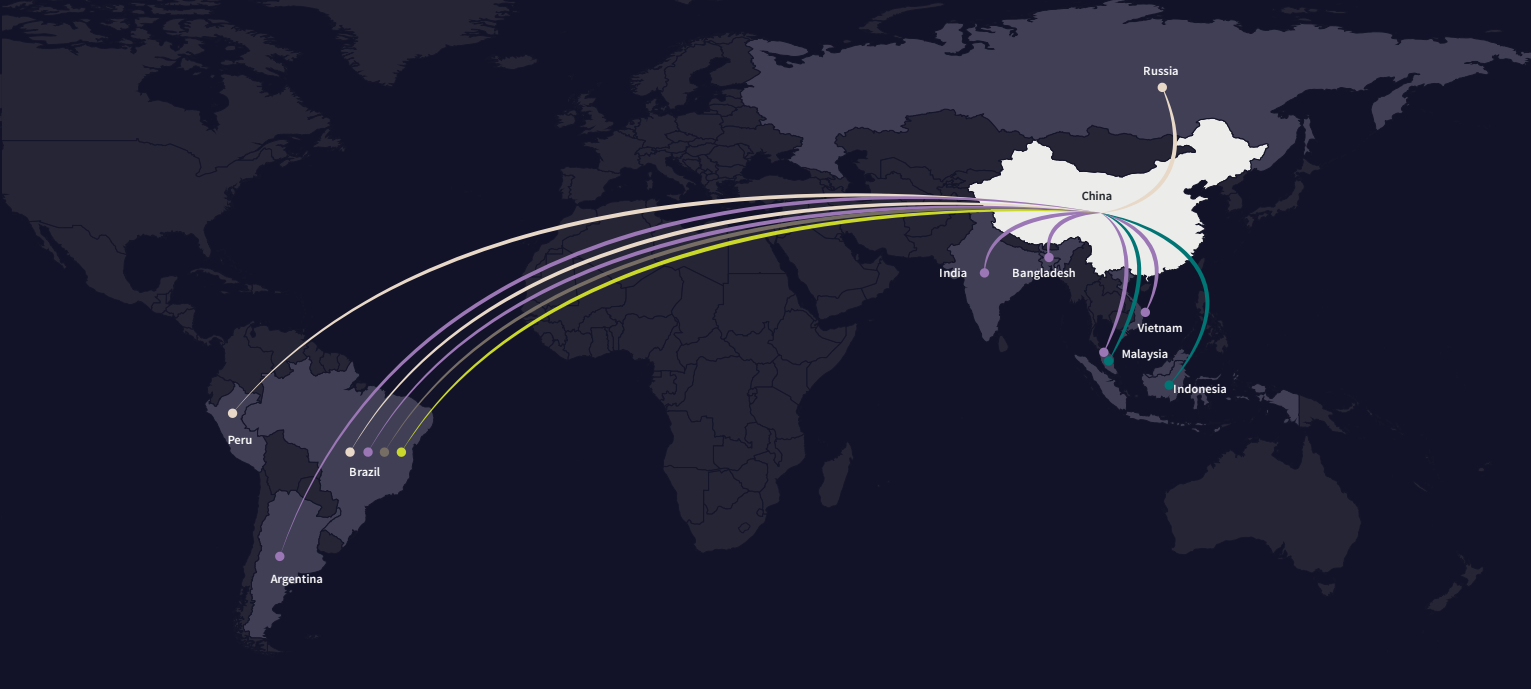 Russia
China
India
Bangladesh
Vietnam
Malaysia
Indonesia
Peru
Brazil
Argentina